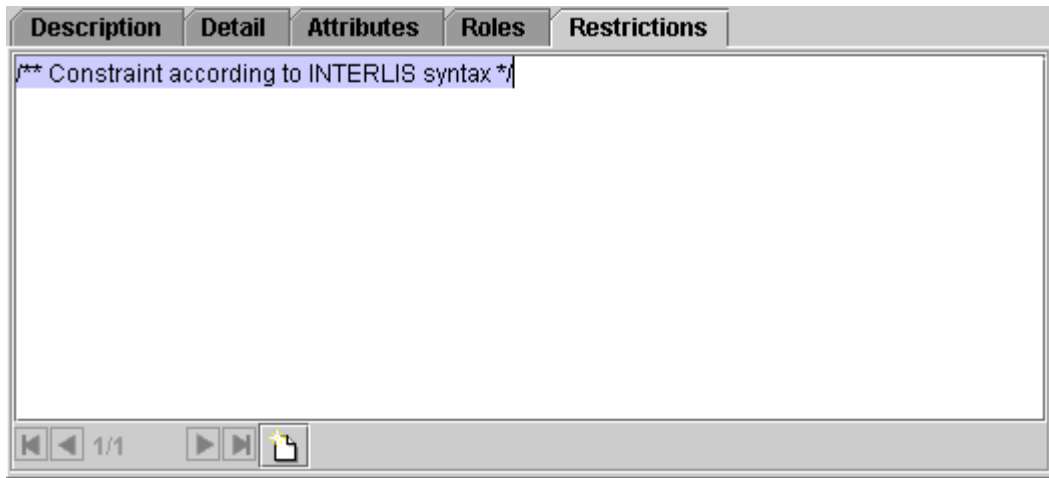 Description Detail Attributes Roles Restrictions
/** Constraint according to INTERLIS syntax */
1/1